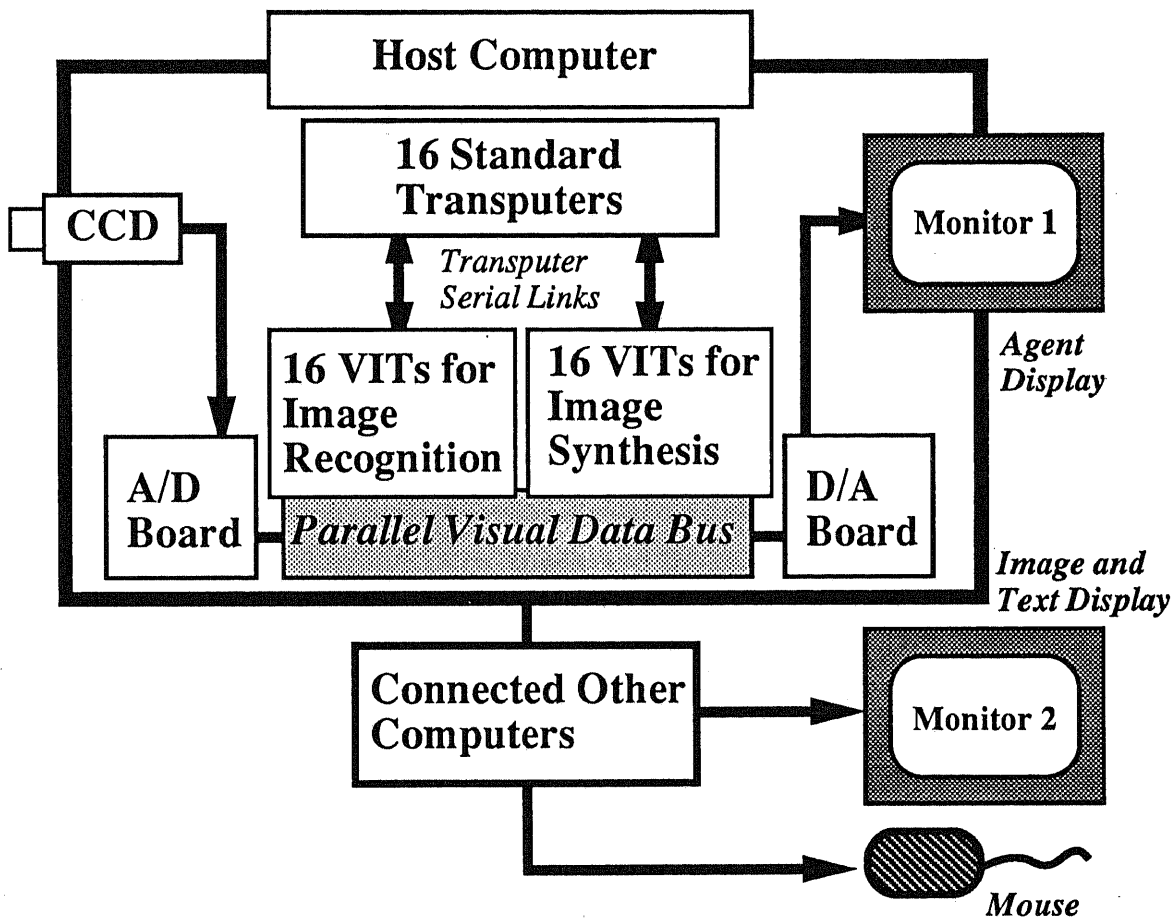 Host Computer
16 Standard
Transputers
CCD
Monitor 1
Transputer
Serial Links
16 VITs for
Image
Recognition
16 VITs for
Image
Synthesis
Agent
Display
A/D
Board
Parallel Visual Data Bus
D/A
Board
Image and
Text Display
Connected Other
Computers
Monitor 2
Mouse